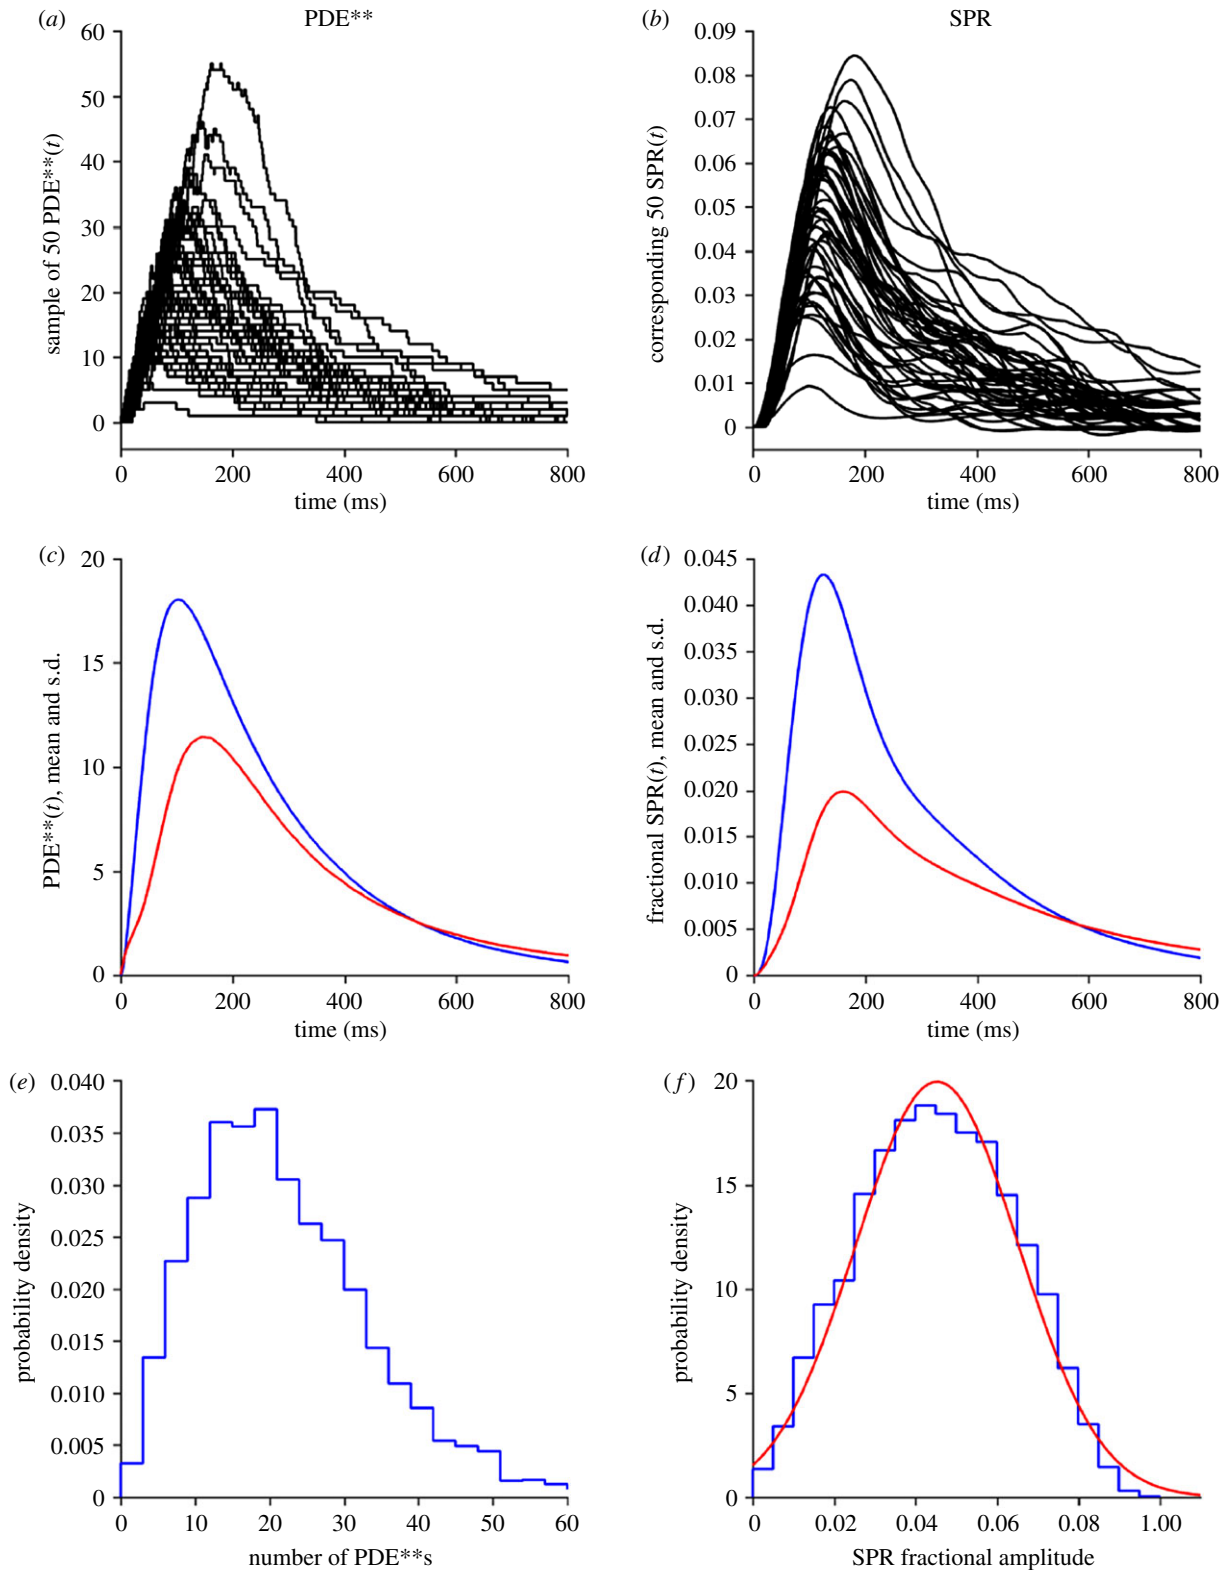 (a)
PDE**
60
50
40
30
20
10
0
sample of 50 PDE**(t)
0 200 400 600 800
time (ms)
(b)
SPR
0.09
0.08
0.07
0.06
0.05
0.04
0.03
0.02
0.01
0
corresponding 50 SPR(t)
0 200 400 600 800
time (ms)
(c)
20
15
10
5
0
PDE**(t), mean and s.d.
0 200 400 600 800
time (ms)
(d)
0.045
0.040
0.035
0.030
0.025
0.020
0.015
0.010
0.005
0
fractional SPR(t), mean and s.d.
0 200 400 600 800
time (ms)
(e)
0.040
0.035
0.030
0.025
0.020
0.015
0.010
0.005
0
probability density
0 10 20 30 40 50 60
number of PDE**s
(f)
20
15
10
5
0
probability density
0 0.02 0.04 0.06 0.08 1.00
SPR fractional amplitude